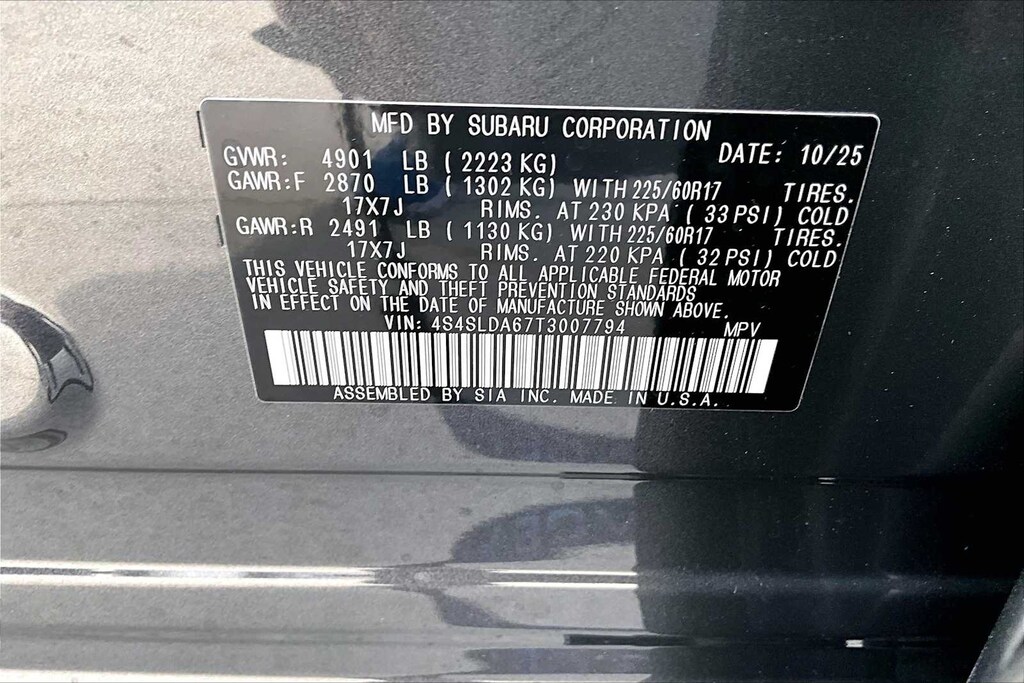 MFD BY SUBARU CORPORATION
GVWR: 4901 LB ( 2223 KG) DATE: 10/25
GAWR:F 2870 LB ( 1302 KG) WITH 225/60R17 TIRES.
17X7J RIMS. AT 230 KPA ( 33 PSI) COLD
GAWR:R 2491 LB ( 1130 KG) WITH 225/60R17 TIRES.
17X7J RIMS. AT 220 KPA ( 32 PSI) COLD
THIS VEHICLE CONFORMS TO ALL APPLICABLE FEDERAL MOTOR
VEHICLE SAFETY AND THEFT PREVENTION STANDARDS
IN EFFECT ON THE DATE OF MANUFACTURE SHOWN ABOVE.
VIN: 4S4SLDA67T3007794 MPV
ASSEMBLED BY SIA INC. MADE IN U.S.A.